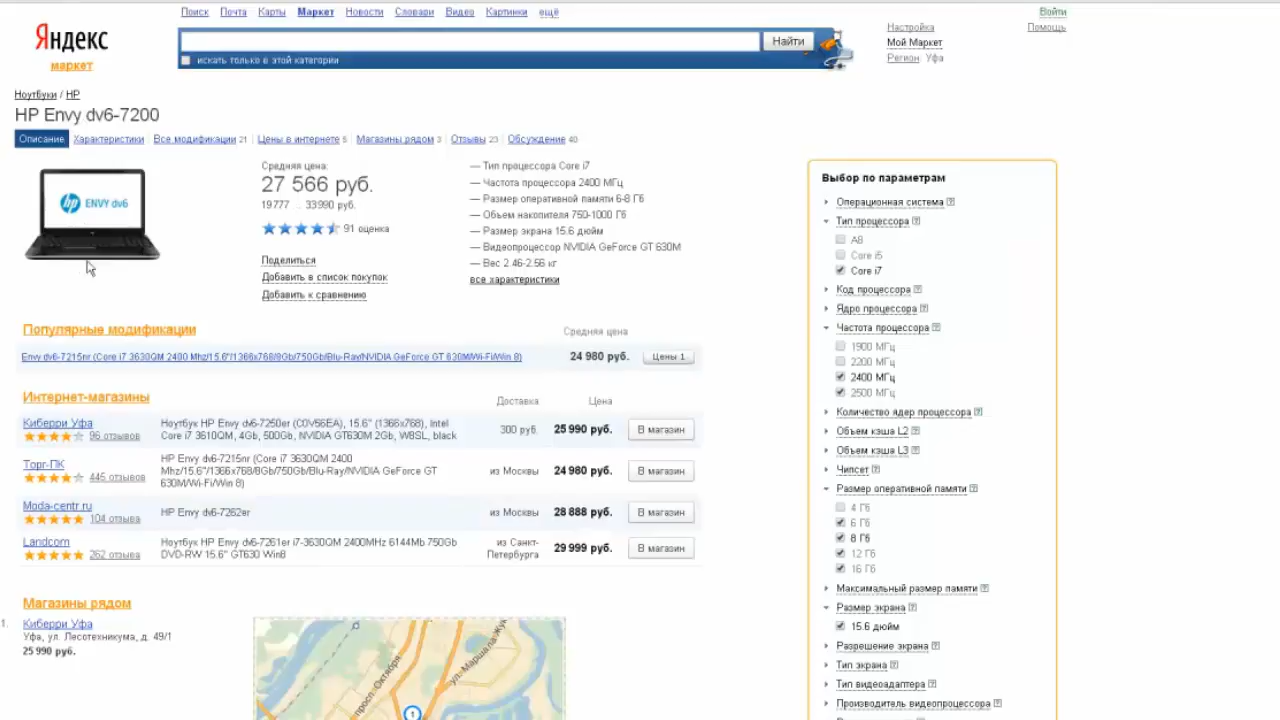 Поиск Почта Карты Маркет Новости Словари Видео Картинки ещё
Войти
Яндекс
маркет
Найти
искать только в этой категории
Настройка
Мой Маркет
Регион: Уфа
Помощь
Ноутбуки / HP
HP Envy dv6-7200
Описание Характеристики Все модификации 21 Цены в интернете 5 Магазины рядом 3 Отзывы 23 Обсуждение 40
hp ENVY dv6
Средняя цена:
27 566 руб.
19 777 ... 33 990 руб.
91 оценка
Поделиться
Добавить в список покупок
Добавить к сравнению
— Тип процессора Core i7
— Частота процессора 2400 МГц
— Размер оперативной памяти 6-8 Гб
— Объем накопителя 750-1000 Гб
— Размер экрана 15.6 дюйм
— Видеопроцессор NVIDIA GeForce GT 630M
— Вес 2.46-2.56 кг
все характеристики
Популярные модификации
Средняя цена
Envy dv6-7215nr (Core i7 3630QM 2400 Mhz/15.6"/1366x768/8Gb/750Gb/Blu-Ray/NVIDIA GeForce GT 630M/Wi-Fi/Win 8)
24 980 руб.
Цены 1
Интернет-магазины
Доставка
Цена
Киберри Уфа
96 отзывов
Ноутбук HP Envy dv6-7250er (C0V56EA), 15.6" (1366x768), Intel
Core i7 3610QM, 4Gb, 500Gb, NVIDIA GT630M 2Gb, W8SL, black
300 руб.
25 990 руб.
В магазин
Торг-ПК
445 отзывов
HP Envy dv6-7215nr (Core i7 3630QM 2400
Mhz/15.6"/1366x768/8Gb/750Gb/Blu-Ray/NVIDIA GeForce GT
630M/Wi-Fi/Win 8)
из Москвы
24 980 руб.
В магазин
Moda-centr.ru
104 отзыва
HP Envy dv6-7262er
из Москвы
28 888 руб.
В магазин
Landcom
262 отзыва
Ноутбук HP Envy dv6-7261er i7-3630QM 2400MHz 6144Mb 750Gb
DVD-RW 15.6" GT630 Win8
из Санкт-
Петербурга
29 999 руб.
В магазин
Магазины рядом
1.
Киберри Уфа
Уфа, ул. Лесотехникума, д. 49/1
25 990 руб.
просп. Октября
ул. Маршала Жук
1
Выбор по параметрам
Операционная система ?
Тип процессора ?
A8
Core i5
Core i7
Код процессора ?
Ядро процессора ?
Частота процессора ?
1900 МГц
2200 МГц
2400 МГц
2500 МГц
Количество ядер процессора ?
Объем кэша L2 ?
Объем кэша L3 ?
Чипсет ?
Размер оперативной памяти ?
4 Гб
6 Гб
8 Гб
12 Гб
16 Гб
Максимальный размер памяти ?
Размер экрана ?
15.6 дюйм
Разрешение экрана ?
Тип экрана ?
Тип видеоадаптера ?
Производитель видеопроцессора ?